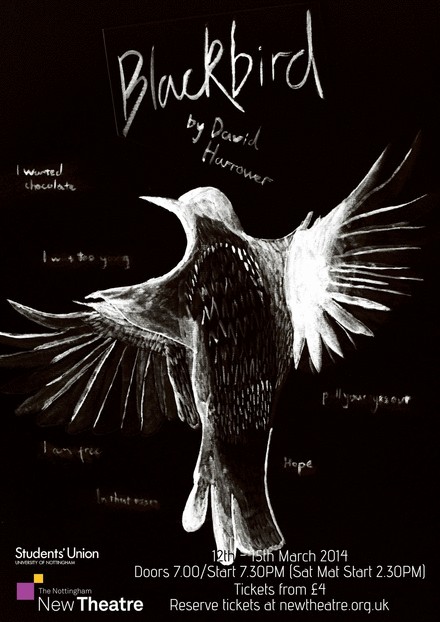 Blackbird
by David
Harrower
I wanted
chocolate
I was too young
I am free
Hope
In that
Students' Union
UNIVERSITY OF NOTTINGHAM
The Nottingham
New Theatre
12th - 15th March 2014
Doors 7.00/Start 7.30PM (Sat Mat Start 2.30PM)
Tickets from £4
Reserve tickets at newtheatre.org.uk